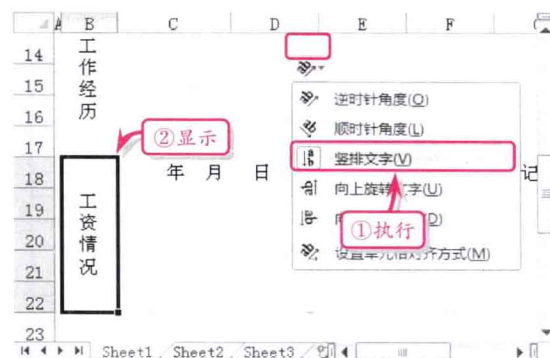 A B C D E F
14
15
16
17
18
19
20
21
22
23
工作经历
②显示
年 月 日
工资情况
逆时针角度(O)
顺时针角度(L)
竖排文字(V)
向上旋转文字(U)
①执行
设置单元格对齐方式(M)
记
Sheet1 Sheet2 Sheet3